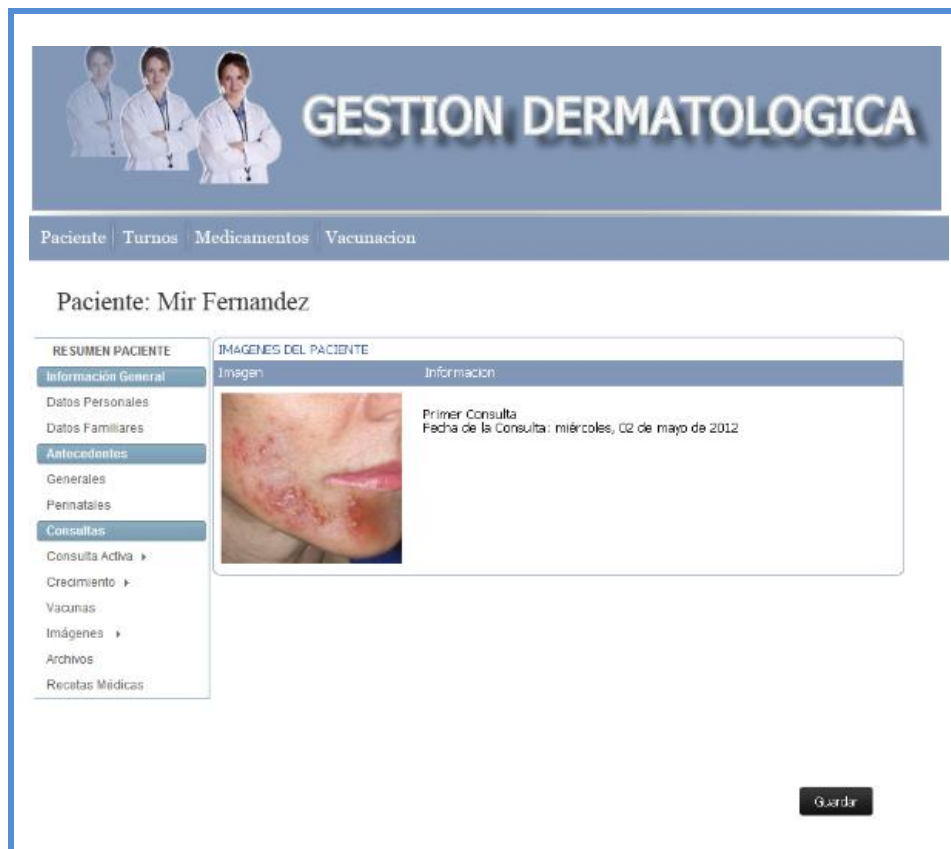 GESTION DERMATOLOGICA
Paciente Turnos Medicamentos Vacunacion
Paciente: Mir Fernandez
RESUMEN PACIENTE
Información General
Datos Personales
Datos Familiares
Antecedentes
Generales
Perinatales
Consultas
Consulta Activa
Crecimiento
Vacunas
Imágenes
Archivos
Recetas Médicas
IMAGENES DEL PACIENTE
Imagen Informacion
Primer Consulta
Fecha de la Consulta: miércoles, 02 de mayo de 2012
Guardar